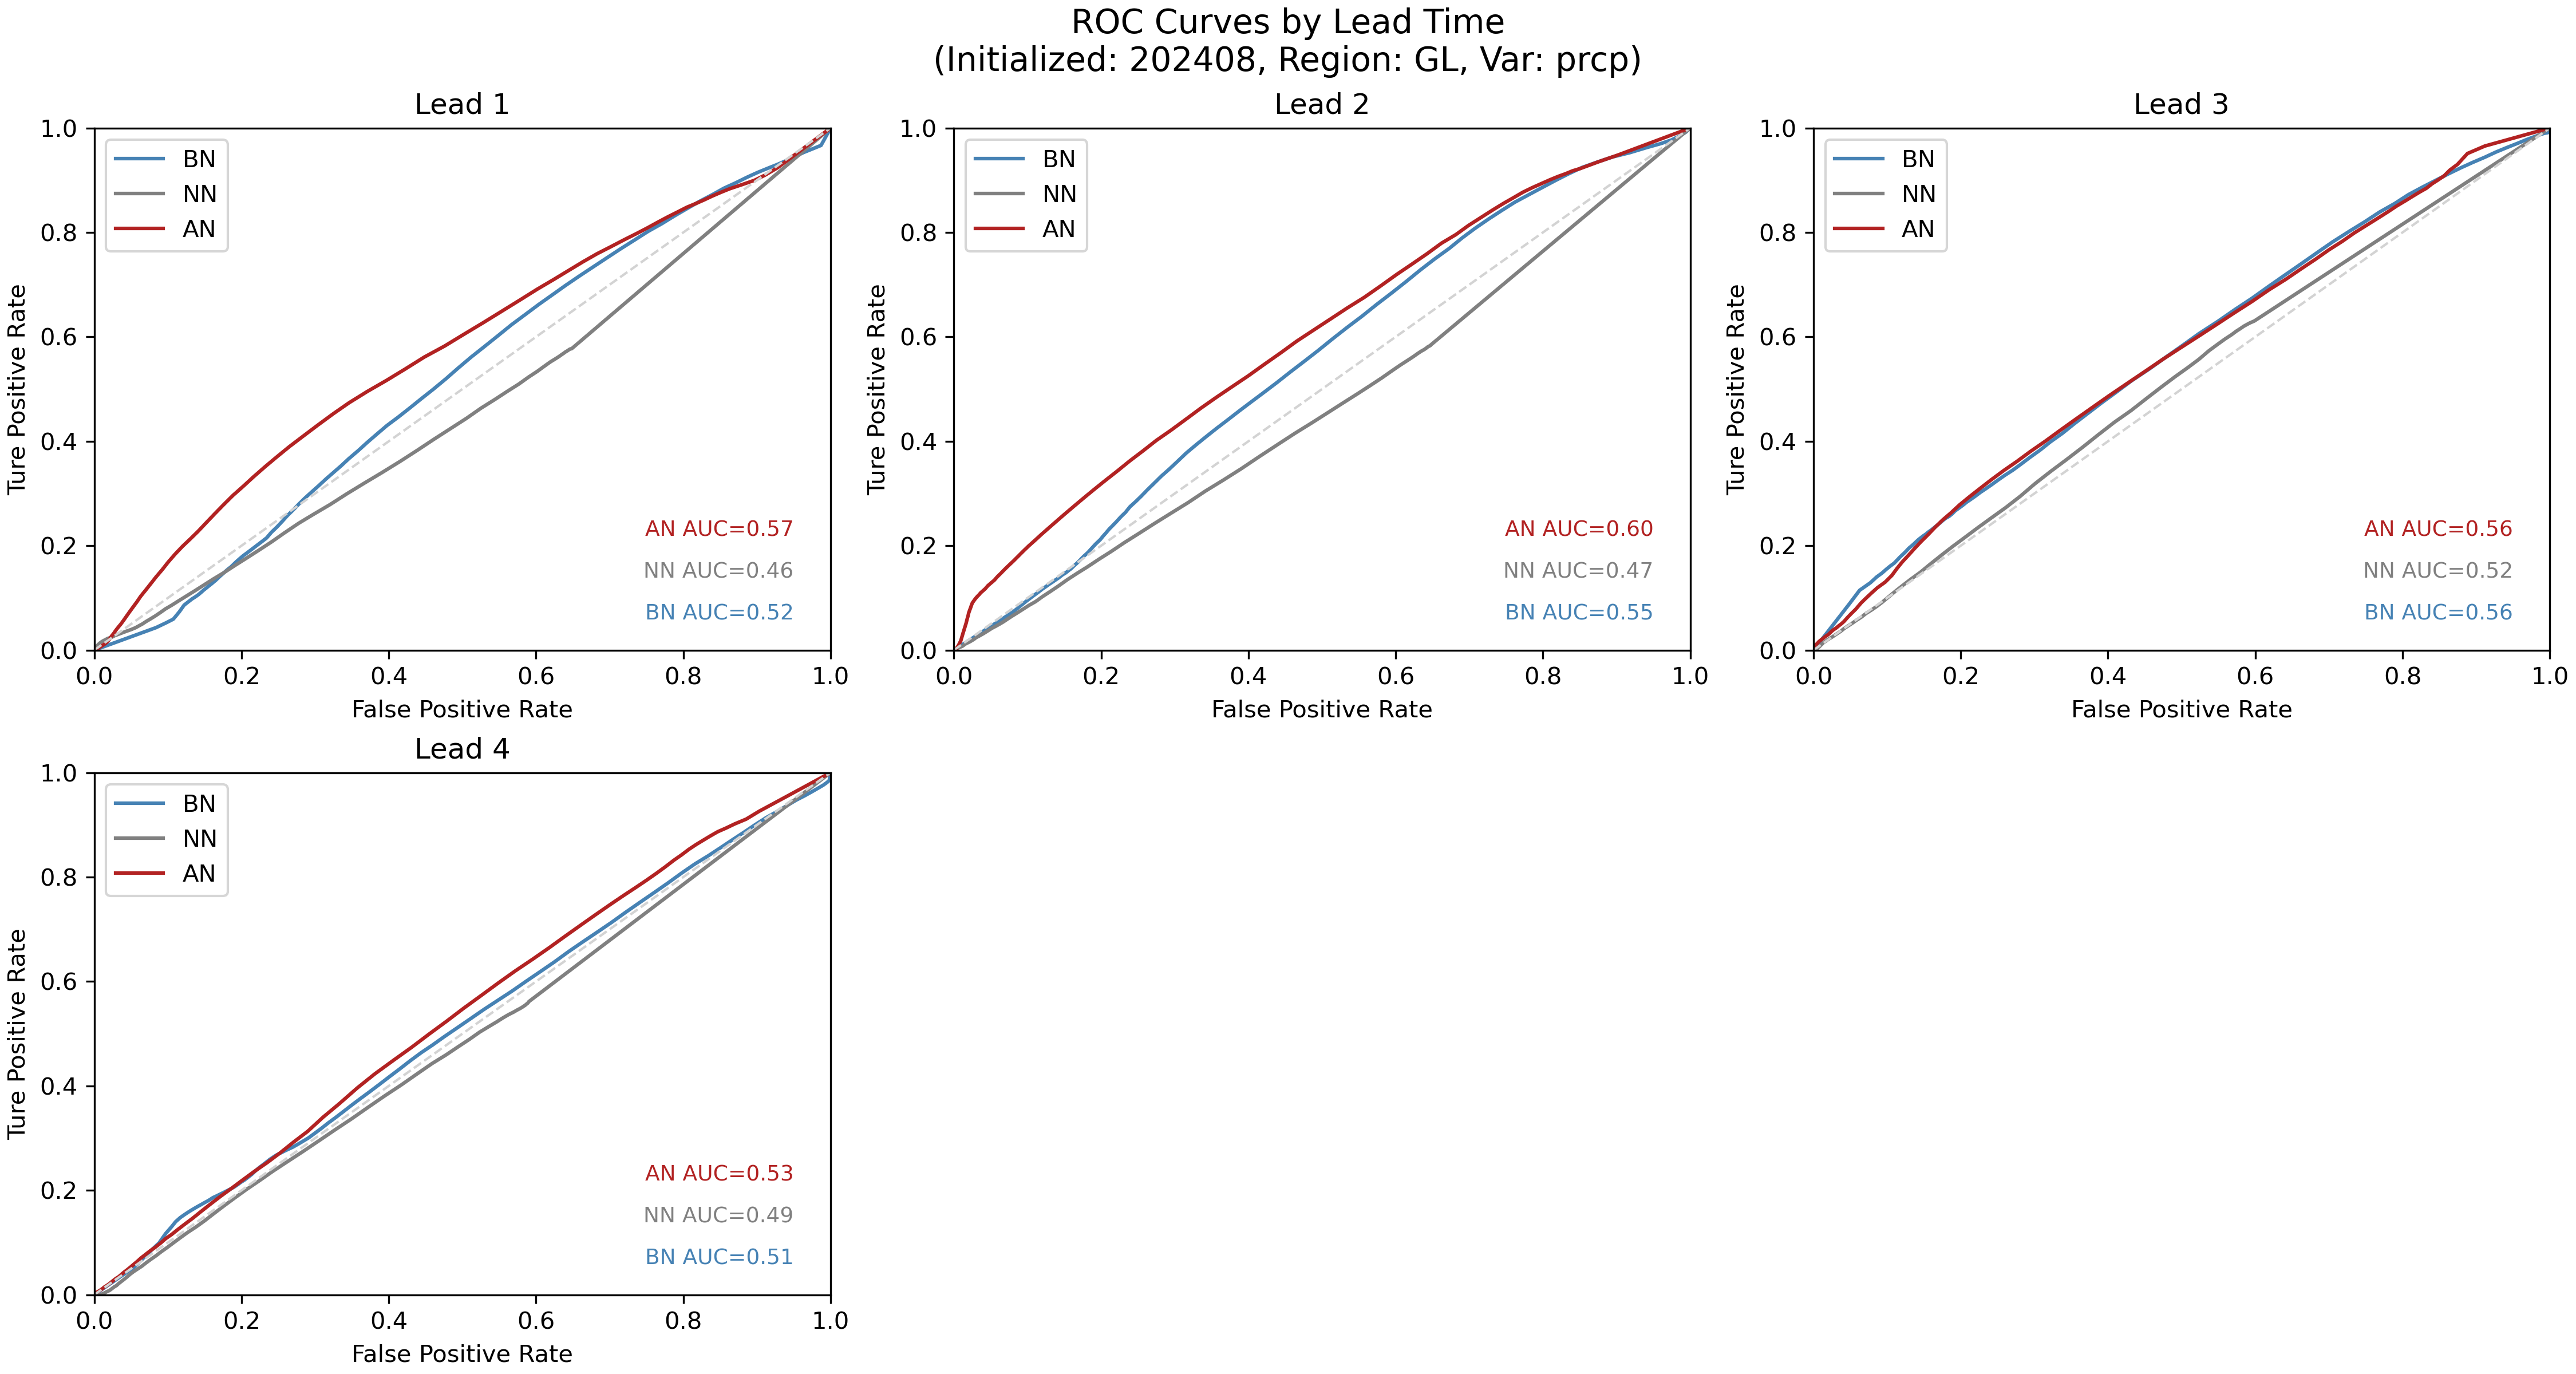 ROC Curves by Lead Time
(Initialized: 202408, Region: GL, Var: prcp)
Lead 1
1.0
0.8
0.6
0.4
0.2
0.0
Ture Positive Rate
BN
NN
AN
AN AUC=0.57
NN AUC=0.46
BN AUC=0.52
0.0 0.2 0.4 0.6 0.8 1.0
False Positive Rate
Lead 2
1.0
0.8
0.6
0.4
0.2
0.0
Ture Positive Rate
BN
NN
AN
AN AUC=0.60
NN AUC=0.47
BN AUC=0.55
0.0 0.2 0.4 0.6 0.8 1.0
False Positive Rate
Lead 3
1.0
0.8
0.6
0.4
0.2
0.0
Ture Positive Rate
BN
NN
AN
AN AUC=0.56
NN AUC=0.52
BN AUC=0.56
0.0 0.2 0.4 0.6 0.8 1.0
False Positive Rate
Lead 4
1.0
0.8
0.6
0.4
0.2
0.0
Ture Positive Rate
BN
NN
AN
AN AUC=0.53
NN AUC=0.49
BN AUC=0.51
0.0 0.2 0.4 0.6 0.8 1.0
False Positive Rate